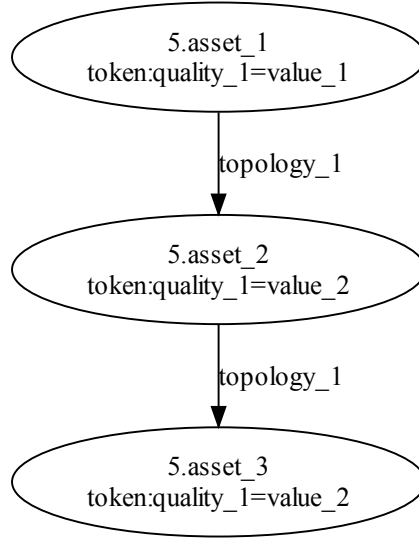 5.asset_1
token:quality_1=value_1
topology_1
5.asset_2
token:quality_1=value_2
topology_1
5.asset_3
token:quality_1=value_2